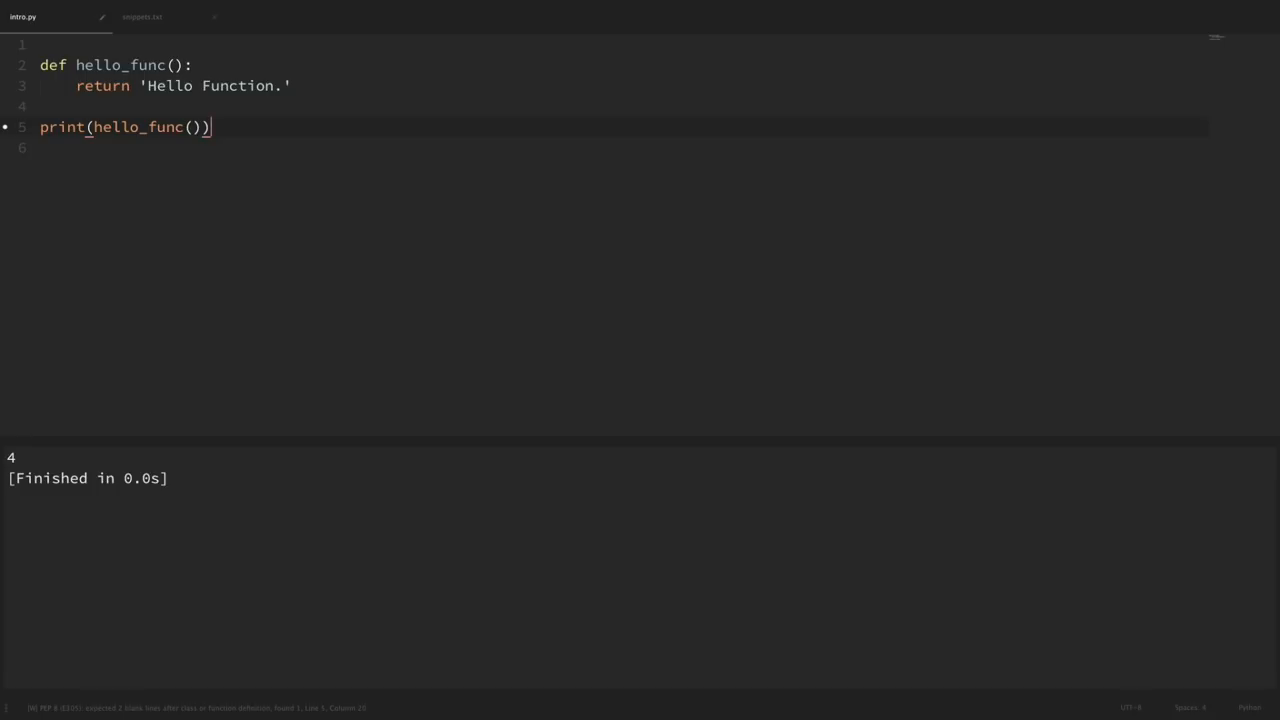 intro.py
snippets.txt
1
2 def hello_func():
3 return 'Hello Function.'
4
5 print(hello_func())
6
4
[Finished in 0.0s]
[W] PEP 8 (E305): expected 2 blank lines after class or function definition, found 1, Line 5, Column 20
UTF-8
Spaces: 4
Python